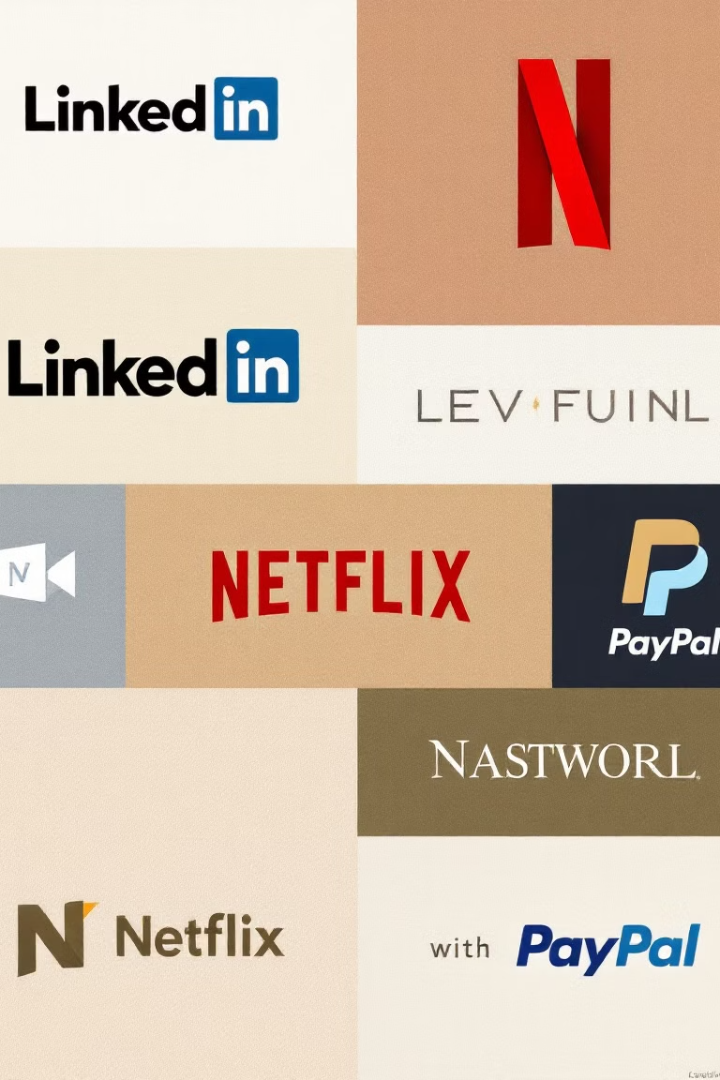 Linked in
N
Linked in
LEV FUINL
N
NETFLIX
PayPal
NASTWORL
N Netflix
with PayPal